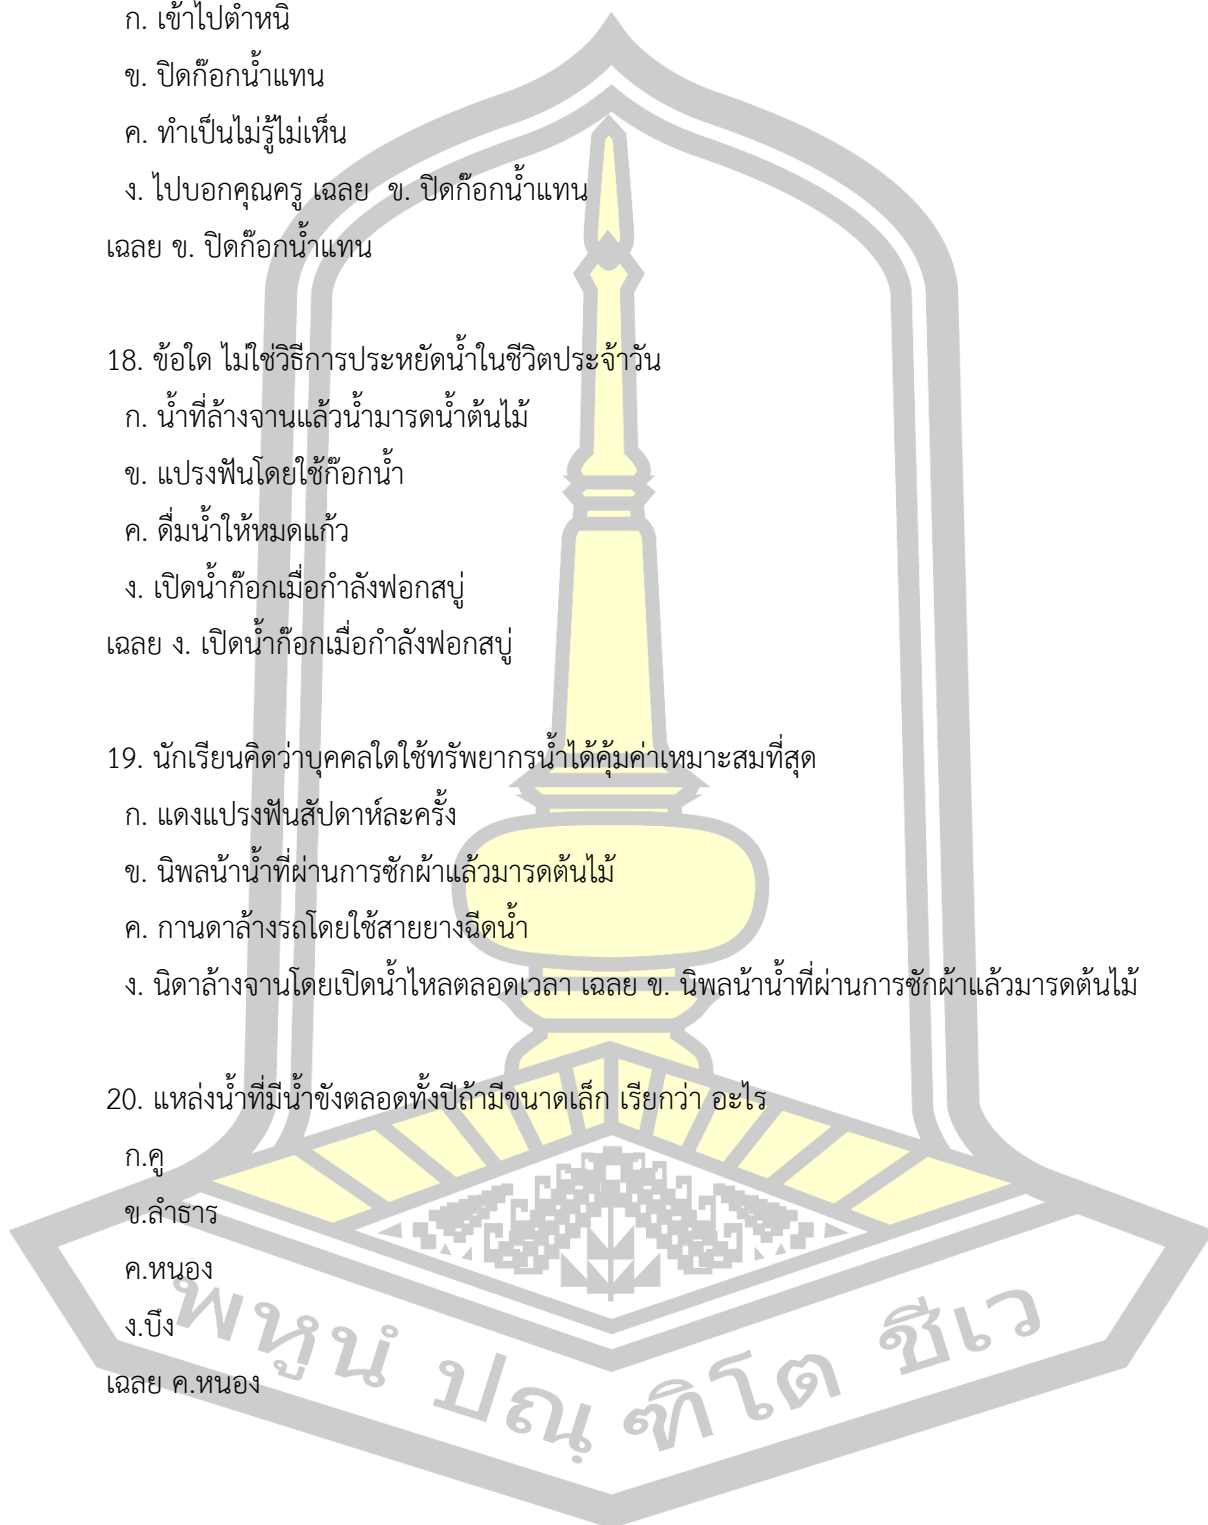 ก. เข้าไปตำหนิ
ข. ปิดก๊อกน้ำแทน
ค. ทำเป็นไม่รู้ไม่เห็น
ง. ไปบอกคุณครู เฉลย ข. ปิดก๊อกน้ำแทน
เฉลย ข. ปิดก๊อกน้ำแทน
18. ข้อใด ไม่ใช่วิธีการประหยัดน้ำในชีวิตประจ้าวัน
ก. น้ำที่ล้างจานแล้วน้ำมารดน้ำต้นไม้
ข. แปรงฟันโดยใช้ก๊อกน้ำ
ค. ดื่มน้ำให้หมดแก้ว
ง. เปิดน้ำก๊อกเมื่อกำลังฟอกสบู่
เฉลย ง. เปิดน้ำก๊อกเมื่อกำลังฟอกสบู่
19. นักเรียนคิดว่าบุคคลใดใช้ทรัพยากรน้ำได้คุ้มค่าเหมาะสมที่สุด
ก. แดงแปรงฟันสัปดาห์ละครั้ง
ข. นิพลน้าน้ำที่ผ่านการซักผ้าแล้วมารดต้นไม้
ค. กานดาล้างรถโดยใช้สายยางฉีดน้ำ
ง. นิดาล้างจานโดยเปิดน้ำไหลตลอดเวลา เฉลย ข. นิพลน้าน้ำที่ผ่านการซักผ้าแล้วมารดต้นไม้
20. แหล่งน้ำที่มีน้ำขังตลอดทั้งปีถ้ามีขนาดเล็ก เรียกว่า อะไร
ก.คู
ข.ลำธาร
ค.หนอง
ง.บึง
เฉลย ค.หนอง
พหูนํ ปณฺฑิโต ชีเว